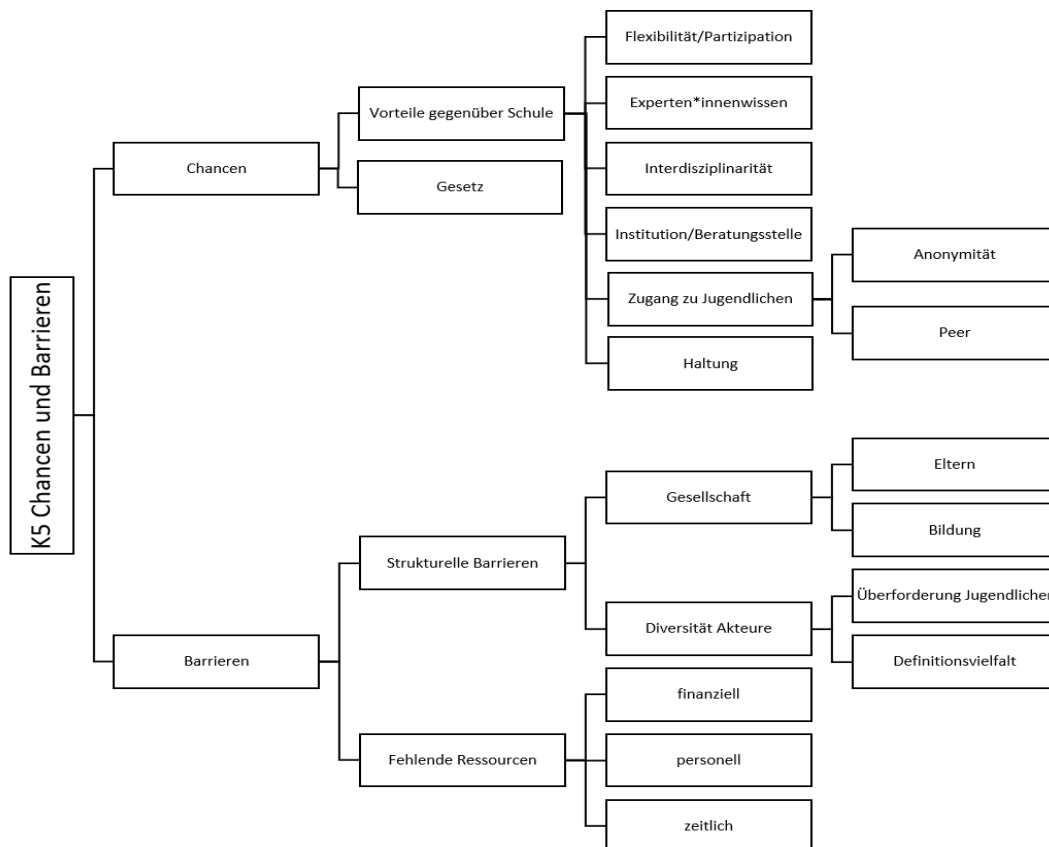 K5 Chancen und Barrieren
Chancen
Vorteile gegenüber Schule
Flexibilität/Partizipation
Experten*innenwissen
Interdisziplinarität
Institution/Beratungsstelle
Zugang zu Jugendlichen
Anonymität
Peer
Haltung
Gesetz
Barrieren
Strukturelle Barrieren
Gesellschaft
Eltern
Bildung
Diversität Akteure
Überforderung Jugendlicher
Definitionsvielfalt
Fehlende Ressourcen
finanziell
personell
zeitlich